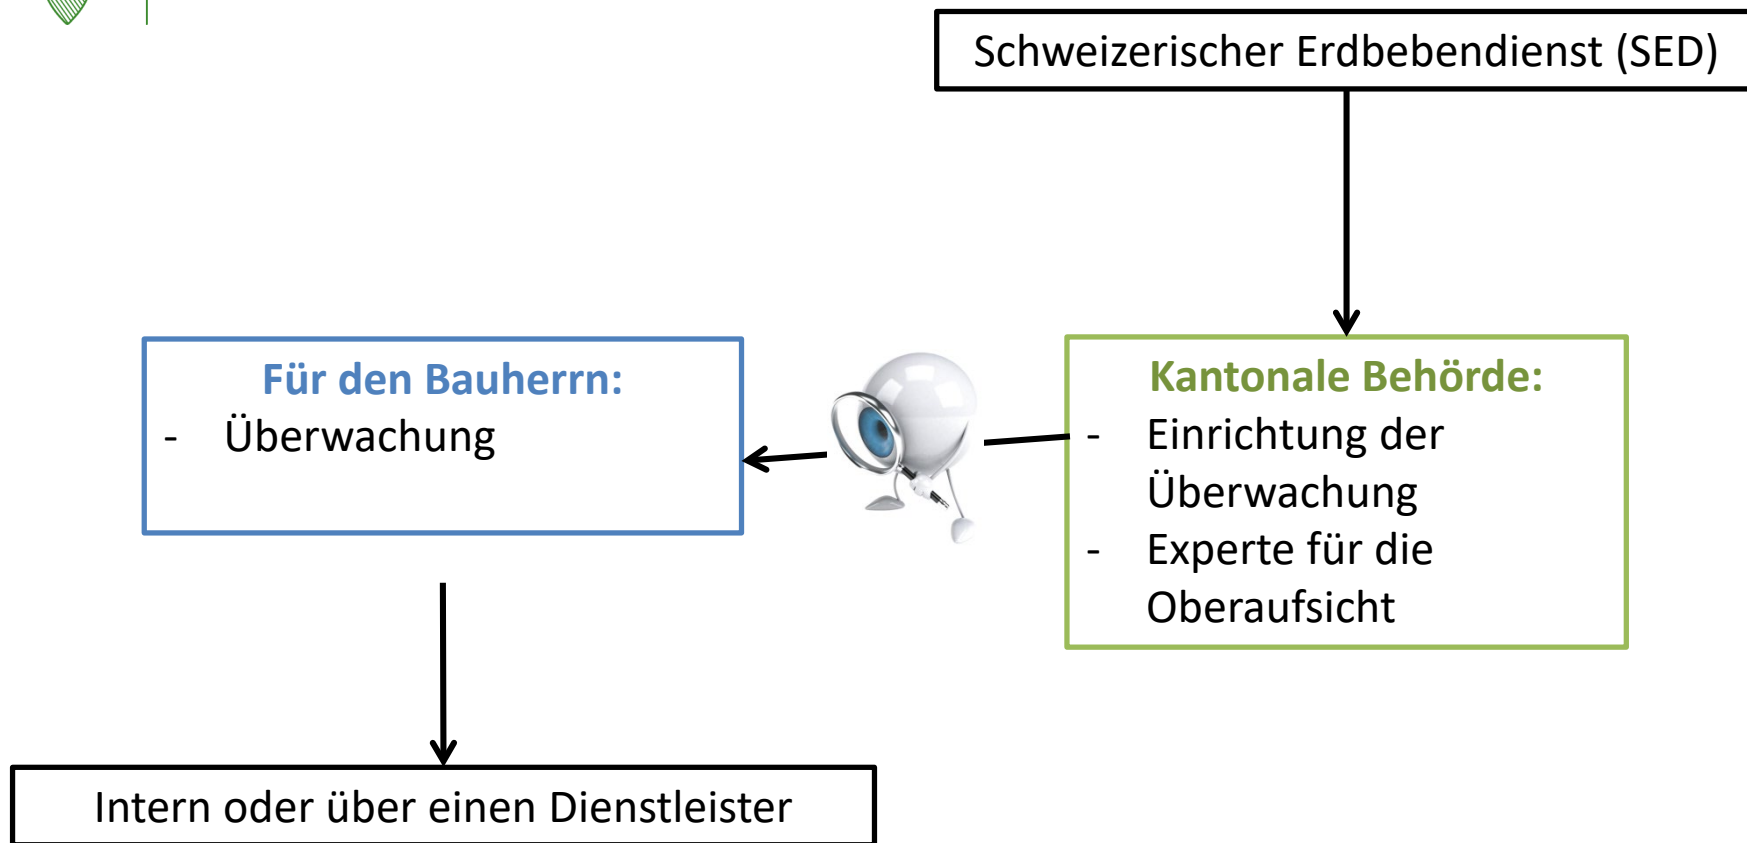 Schweizerischer Erdbebendienst (SED)
Für den Bauherrn:
- Überwachung
Kantonale Behörde:
- Einrichtung der
Überwachung
- Experte für die
Oberaufsicht
Intern oder über einen Dienstleister